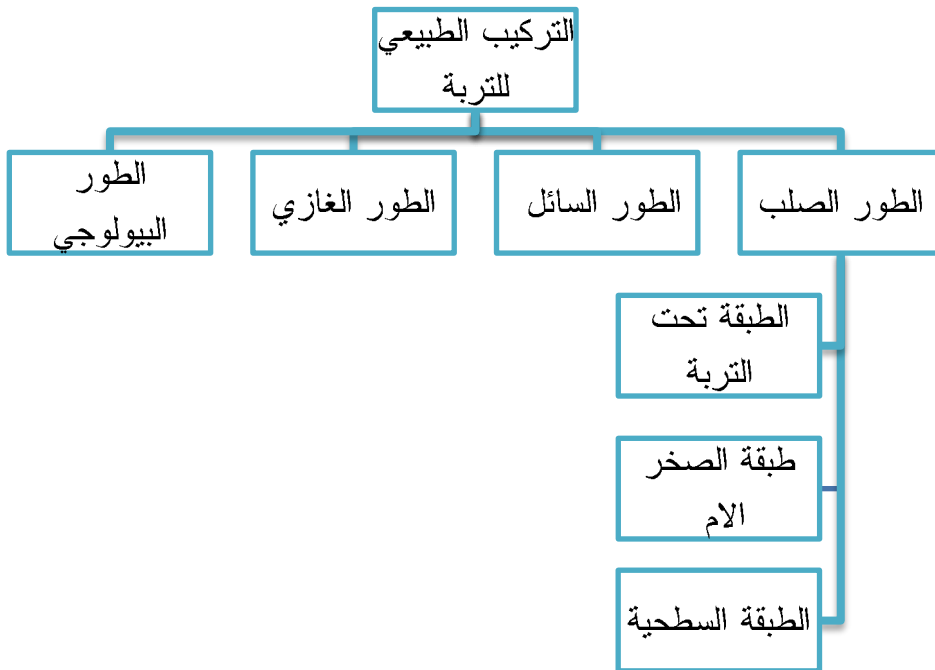 التركيب الطبيعي
للتربة
الطور الصلب
الطور السائل
الطور الغازي
الطور
البيولوجي
الطبقة تحت
التربة
طبقة الصخر
الام
الطبقة السطحية